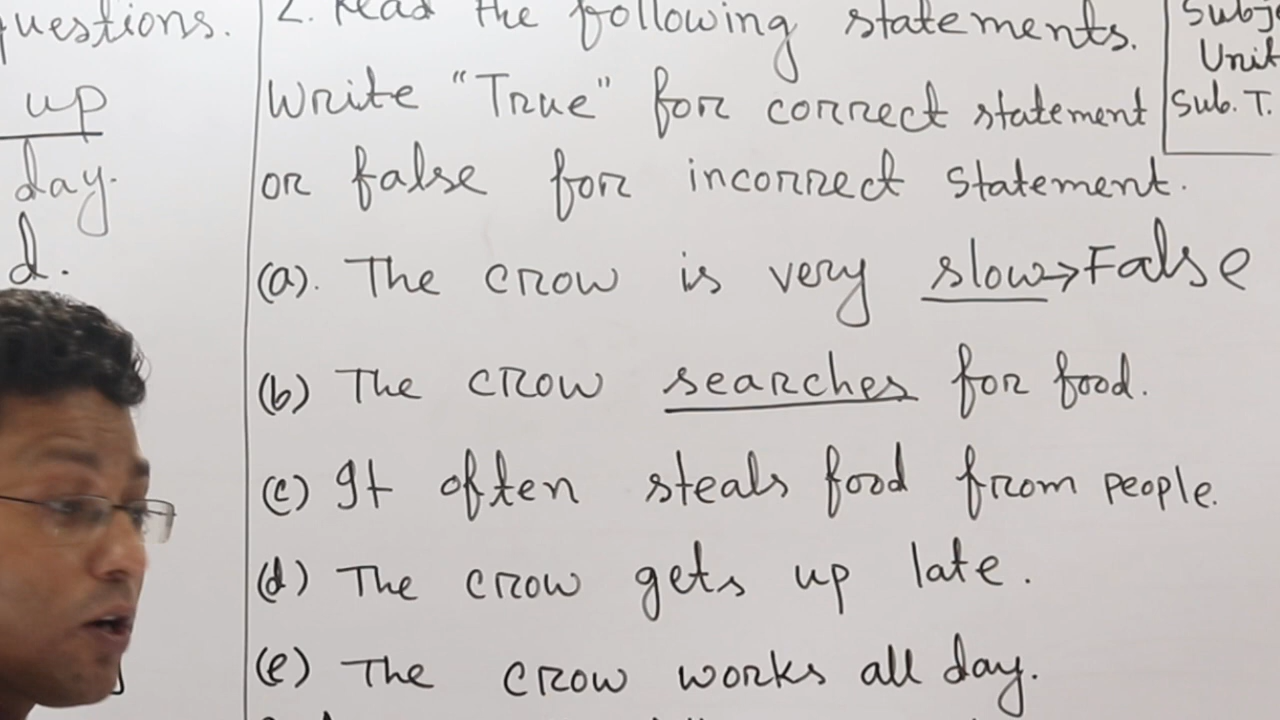 questions.
up
day.
d.
2. Read the following statements.
Write "True" for correct statement
or false for incorrect statement.
(a). The crow is very slow→False
(b) The crow searches for food.
(c) It often steals food from people.
(d) The crow gets up late.
(e) The crow works all day.
Unit
Sub. T.